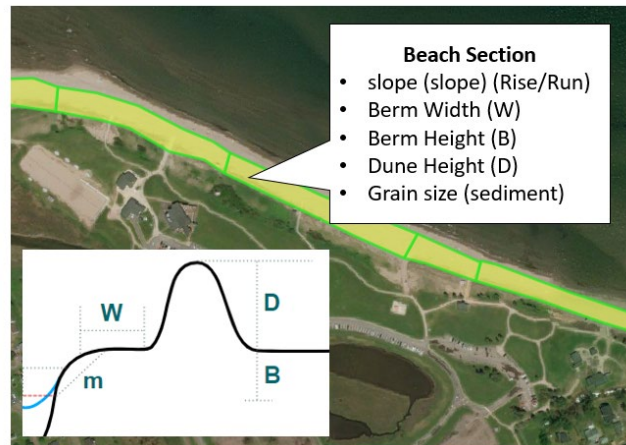 Beach Section
• slope (slope) (Rise/Run)
• Berm Width (W)
• Berm Height (B)
• Dune Height (D)
• Grain size (sediment)
W
D
m
B